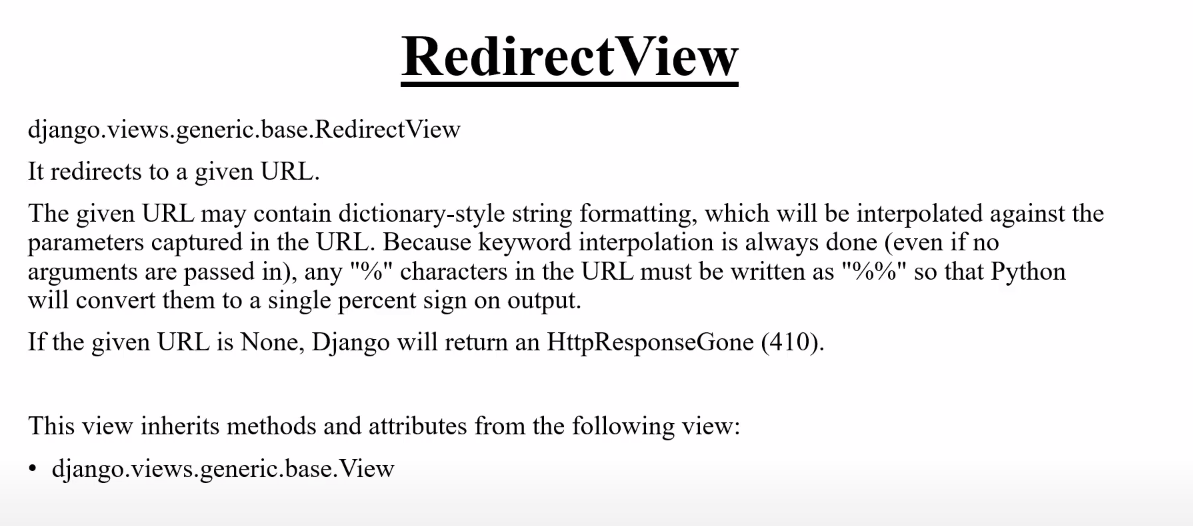 RedirectView
django.views.generic.base.RedirectView
It redirects to a given URL.
The given URL may contain dictionary-style string formatting, which will be interpolated against the
parameters captured in the URL. Because keyword interpolation is always done (even if no
arguments are passed in), any "%" characters in the URL must be written as "%%" so that Python
will convert them to a single percent sign on output.
If the given URL is None, Django will return an HttpResponseGone (410).
This view inherits methods and attributes from the following view:
• django.views.generic.base.View